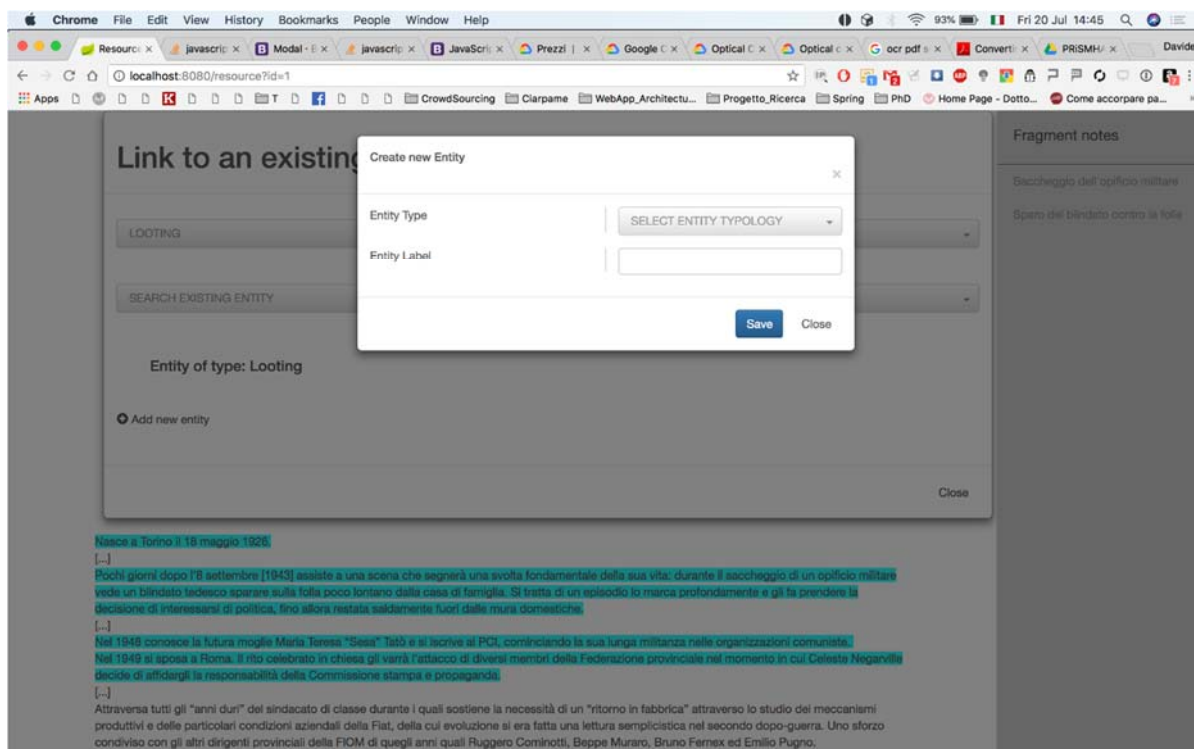 Chrome File Edit View History Bookmarks People Window Help 93% Fri 20 Jul 14:45
Resource javascrip Modal - B javascrip JavaScri Prezzi | Google C Optical C Optical c ocr pdf s Converti PRiSMHA Davide
localhost:8080/resource?id=1
Apps T CrowdSourcing Ciarpame WebApp_Architectu... Progetto_Ricerca Spring PhD Home Page - Dotto... Come accorpare pa...
Link to an existing
Create new Entity
×
Entity Type SELECT ENTITY TYPOLOGY
Entity Label
Save Close
LOOTING
SEARCH EXISTING ENTITY
Entity of type: Looting
Add new entity
Close
Fragment notes
Saccheggio dell'opificio militare
Sparo del blindato contro la folla
Nasce a Torino il 18 maggio 1926.
[...]
Pochi giorni dopo l'8 settembre [1943] assiste a una scena che segnerà una svolta fondamentale della sua vita: durante il saccheggio di un opificio militare
vede un blindato tedesco sparare sulla folla poco lontano dalla casa di famiglia. Si tratta di un episodio lo marca profondamente e gli fa prendere la
decisione di interessarsi di politica, fino allora restata saldamente fuori dalle mura domestiche.
[...]
Nel 1948 conosce la futura moglie Maria Teresa "Sesa" Tatò e si iscrive al PCI, cominciando la sua lunga militanza nelle organizzazioni comuniste.
Nel 1949 si sposa a Roma. Il rito celebrato in chiesa gli varrà l'attacco di diversi membri della Federazione provinciale nel momento in cui Celeste Negarville
decide di affidargli la responsabilità della Commissione stampa e propaganda.
[...]
Attraversa tutti gli "anni duri" del sindacato di classe durante i quali sostiene la necessità di un "ritorno in fabbrica" attraverso lo studio dei meccanismi
produttivi e delle particolari condizioni aziendali della Fiat, della cui evoluzione si era fatta una lettura semplicistica nel secondo dopo-guerra. Uno sforzo
condiviso con gli altri dirigenti provinciali della FIOM di quegli anni quali Ruggero Cominotti, Beppe Muraro, Bruno Fernex ed Emilio Pugno.